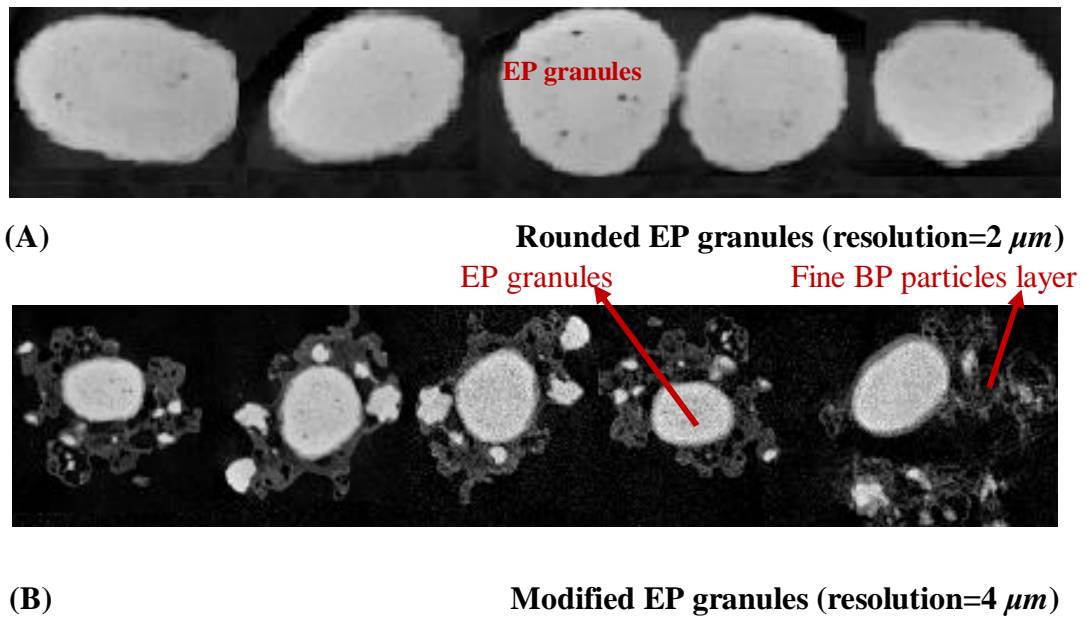 EP granules
(A) Rounded EP granules (resolution=2 μm)
EP granules Fine BP particles layer
(B) Modified EP granules (resolution=4 μm)